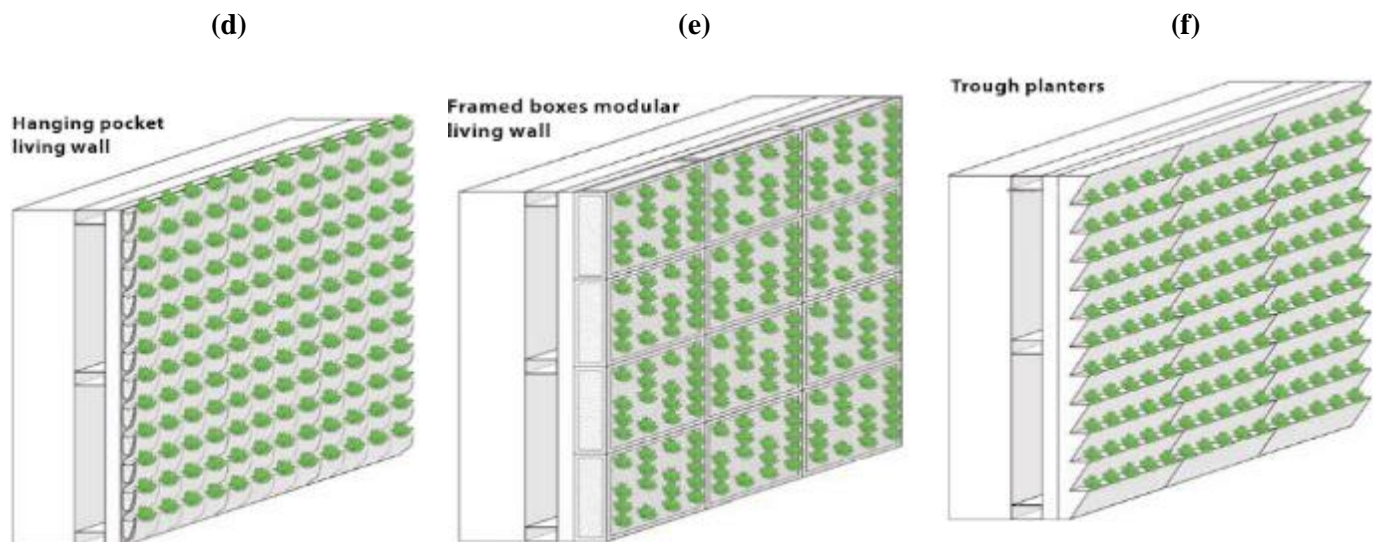 (d)
(e)
(f)
Hanging pocket
living wall
Framed boxes modular
living wall
Trough planters